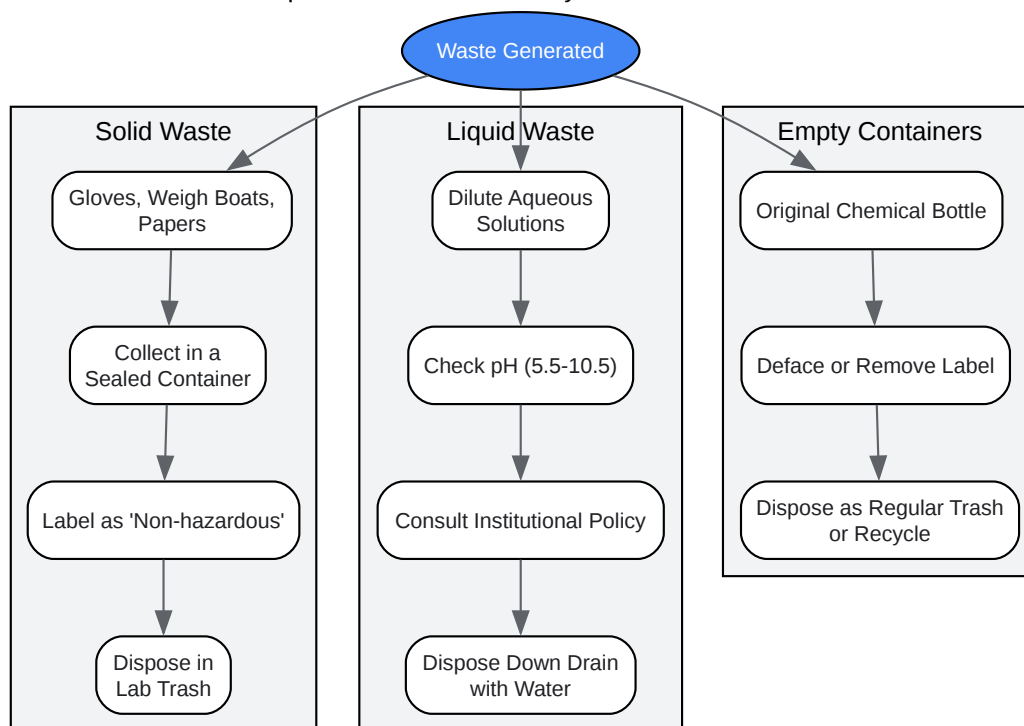 Waste Generated
Solid Waste
Gloves, Weigh Boats,
Papers
Collect in a
Sealed Container
Label as 'Non-hazardous'
Dispose in
Lab Trash
Liquid Waste
Dilute Aqueous
Solutions
Check pH (5.5-10.5)
Consult Institutional Policy
Dispose Down Drain
with Water
Empty Containers
Original Chemical Bottle
Deface or Remove Label
Dispose as Regular Trash
or Recycle